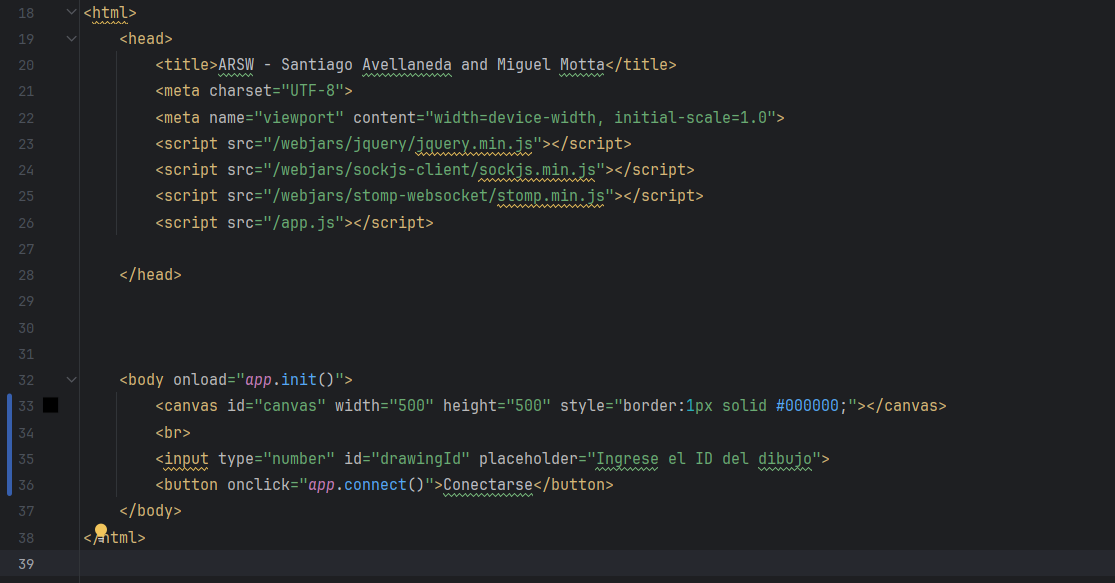 18 <html>
19 <head>
20 <title>ARSW - Santiago Avellaneda and Miguel Motta</title>
21 <meta charset="UTF-8">
22 <meta name="viewport" content="width=device-width, initial-scale=1.0">
23 <script src="/webjars/jquery/jquery.min.js"></script>
24 <script src="/webjars/sockjs-client/sockjs.min.js"></script>
25 <script src="/webjars/stomp-websocket/stomp.min.js"></script>
26 <script src="/app.js"></script>
27
28 </head>
29
30
31
32 <body onload="app.init()">
33 <canvas id="canvas" width="500" height="500" style="border:1px solid #000000;"></canvas>
34 <br>
35 <input type="number" id="drawingId" placeholder="Ingrese el ID del dibujo">
36 <button onclick="app.connect()">Conectarse</button>
37 </body>
38 </html>
39